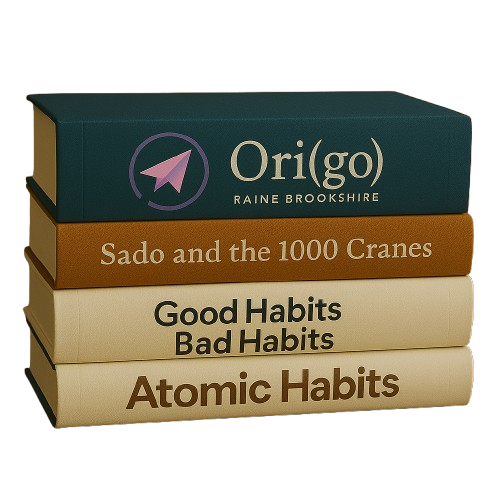 Ori(go)
RAINE BROOKSHIRE
Sado and the 1000 Cranes
Good Habits
Bad Habits
Atomic Habits